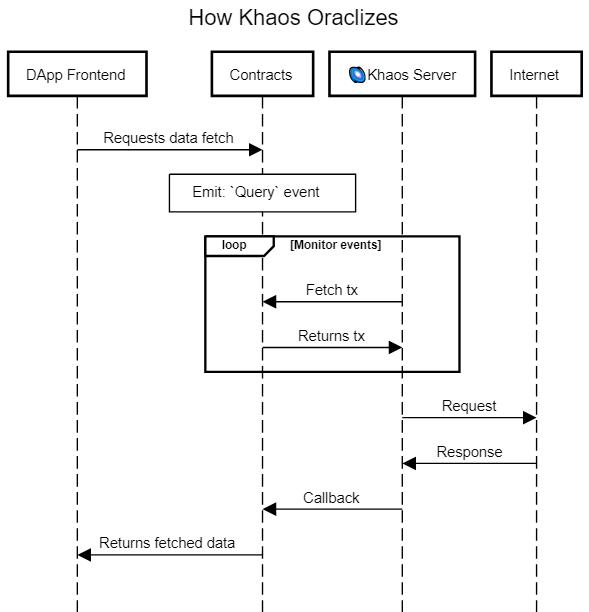 How Khaos Oraclizes
DApp Frontend
Contracts
Khaos Server
Internet
Requests data fetch
Emit: `Query` event
loop
[Monitor events]
Fetch tx
Returns tx
Request
Response
Callback
Returns fetched data